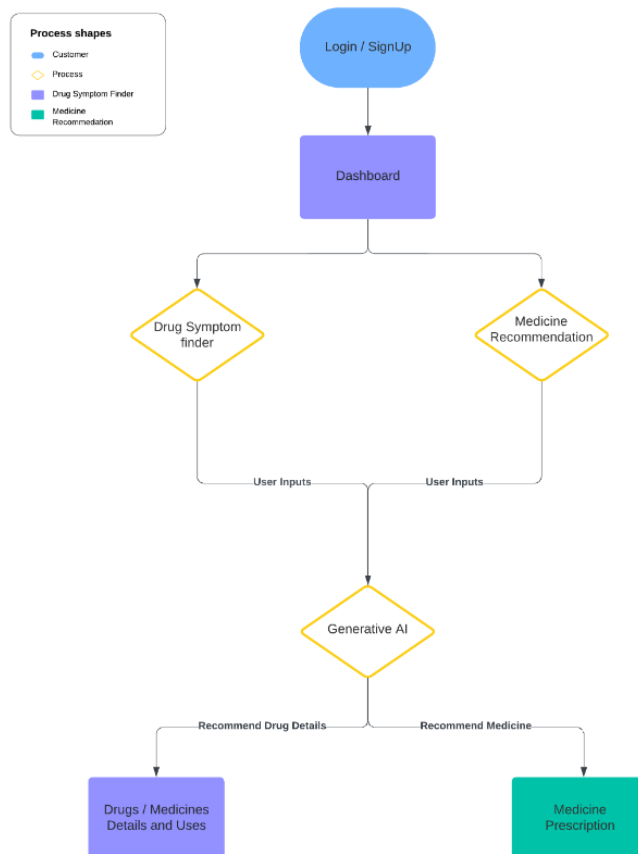 Process shapes
Customer
Process
Drug Symptom Finder
Medicine
Recommedation
Login / SignUp
Dashboard
Drug Symptom
finder
Medicine
Recommendation
User Inputs
User Inputs
Generative AI
Recommend Drug Details
Recommend Medicine
Drugs / Medicines
Details and Uses
Medicine
Prescription